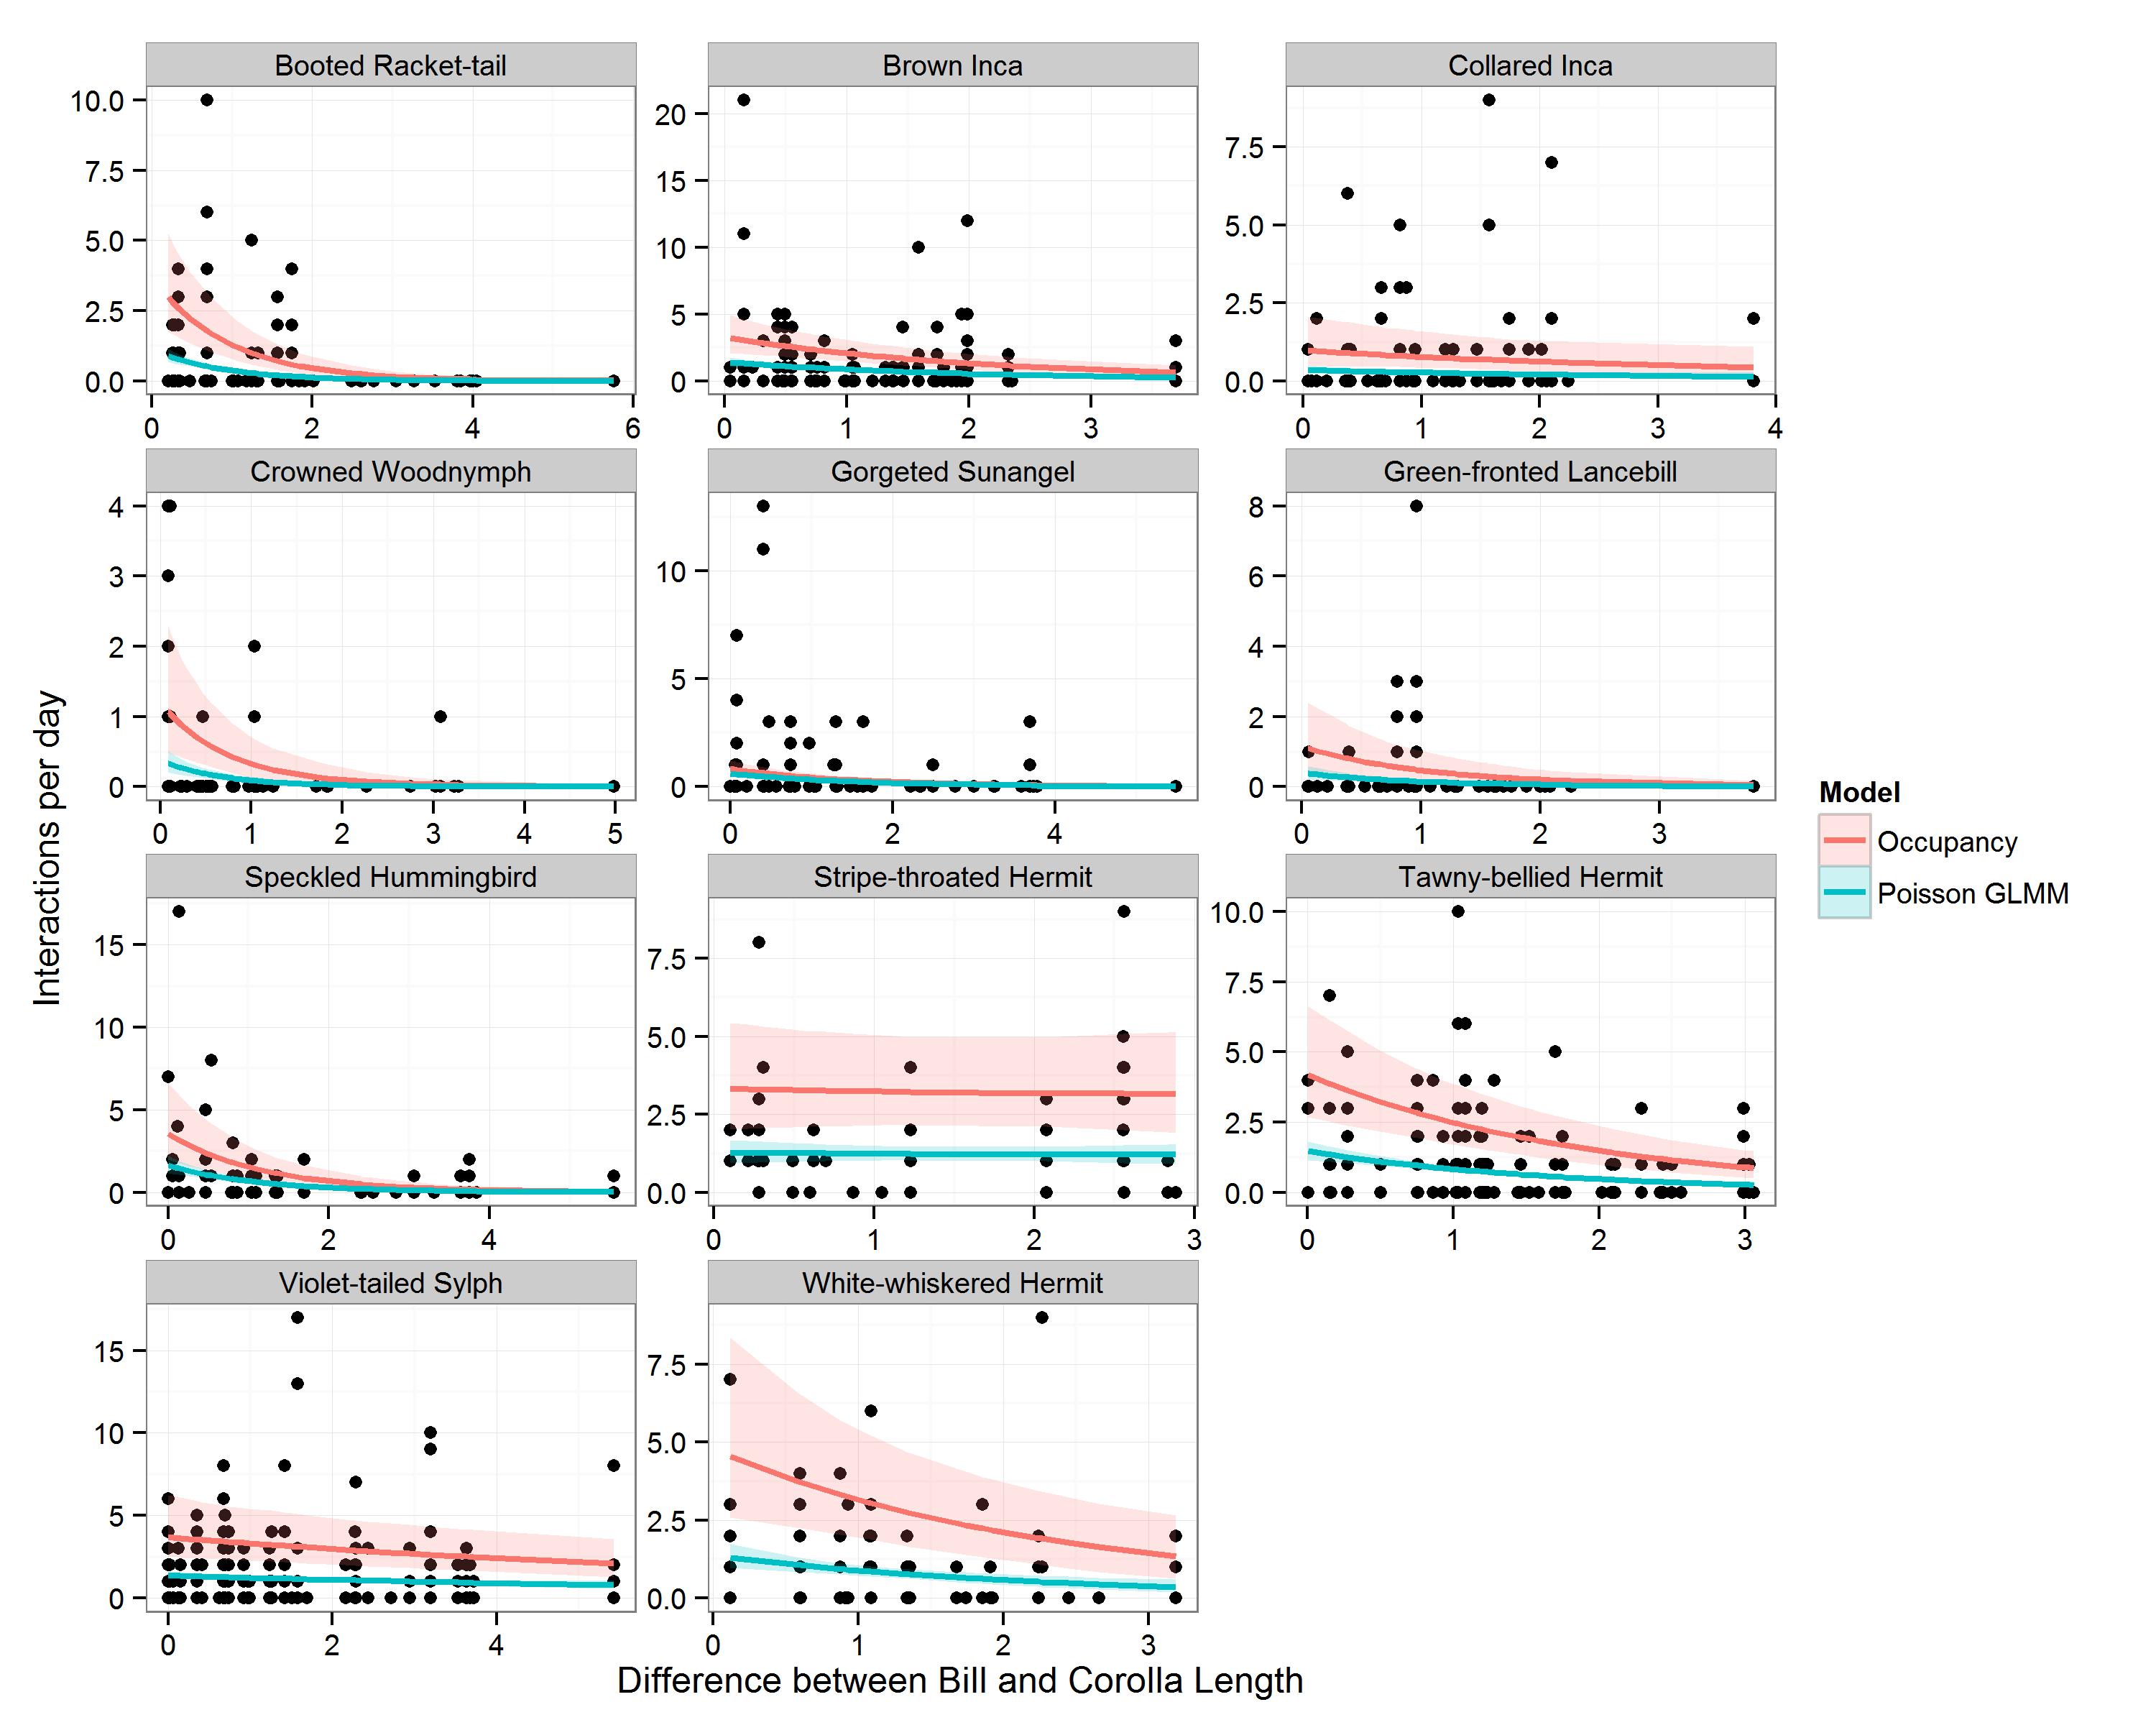 Booted Racket-tail
Brown Inca
Collared Inca
10.0
7.5
5.0
2.5
0.0
20
15
10
5
0
7.5
5.0
2.5
0.0
0 2 4 6
0 1 2 3
0 1 2 3 4
Crowned Woodnymph
Gorgeted Sunangel
Green-fronted Lancebill
4
3
2
1
0
10
5
0
8
6
4
2
0
0 1 2 3 4 5
0 2 4
0 1 2 3
Interactions per day
Model
Occupancy
Poisson GLMM
Speckled Hummingbird
Stripe-throated Hermit
Tawny-bellied Hermit
15
10
5
0
7.5
5.0
2.5
0.0
10.0
7.5
5.0
2.5
0.0
0 2 4
0 1 2 3
0 1 2 3
Violet-tailed Sylph
White-whiskered Hermit
15
10
5
0
7.5
5.0
2.5
0.0
0 2 4
0 1 2 3
Difference between Bill and Corolla Length